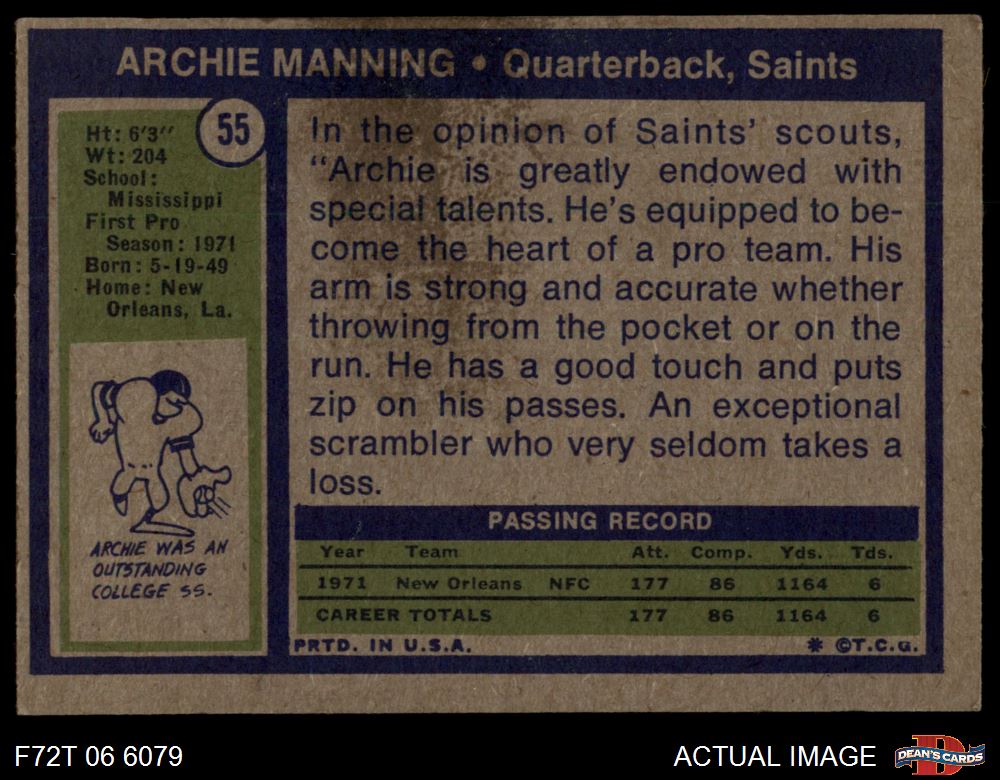 ARCHIE MANNING • Quarterback, Saints
55
Ht: 6'3"
Wt: 204
School:
Mississippi
First Pro
Season: 1971
Born: 5-19-49
Home: New
Orleans, La.
ARCHIE WAS AN
OUTSTANDING
COLLEGE SS.
In the opinion of Saints' scouts,
"Archie is greatly endowed with
special talents. He's equipped to be-
come the heart of a pro team. His
arm is strong and accurate whether
throwing from the pocket or on the
run. He has a good touch and puts
zip on his passes. An exceptional
scrambler who very seldom takes a
loss.
PASSING RECORD
Year Team Att. Comp. Yds. Tds.
1971 New Orleans NFC 177 86 1164 6
CAREER TOTALS 177 86 1164 6
PRTD. IN U.S.A. * ©T.C.G.
F72T 06 6079
ACTUAL IMAGE
D
DEAN'S CARDS